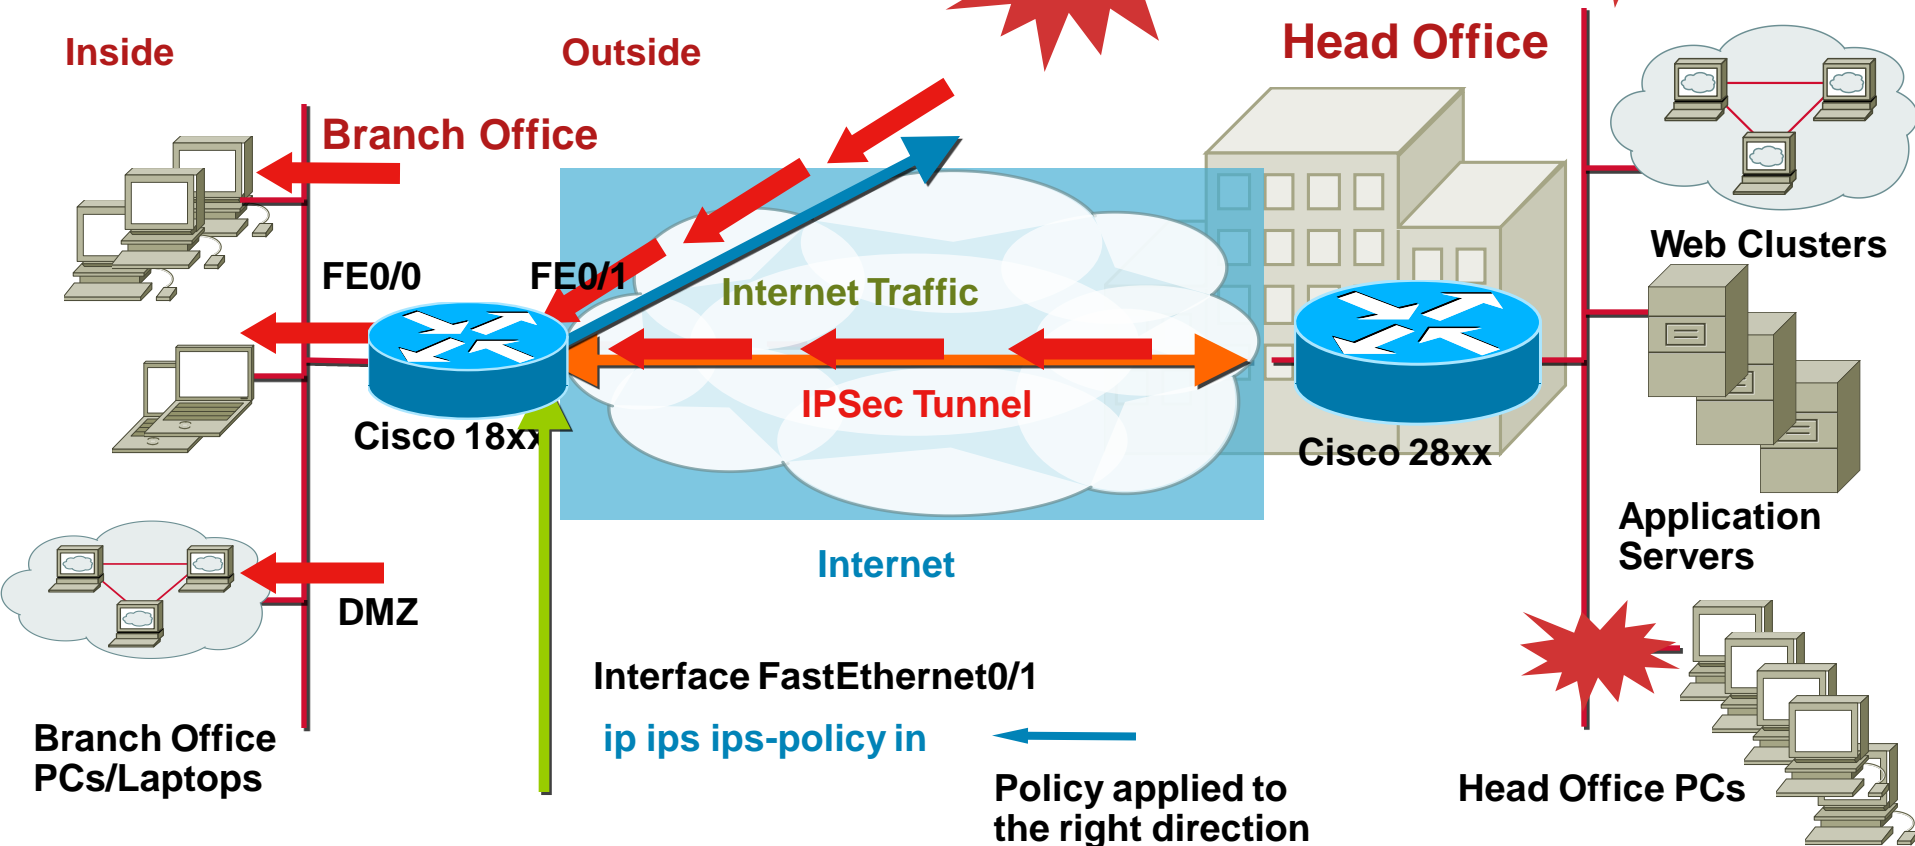 Inside
Outside
Head Office
Branch Office
Web Clusters
FE0/0
FE0/1
Internet Traffic
IPSec Tunnel
Cisco 18xx
Cisco 28xx
Application
Servers
Internet
DMZ
Interface FastEthernet0/1
ip ips ips-policy in
Branch Office
PCs/Laptops
Policy applied to
the right direction
Head Office PCs